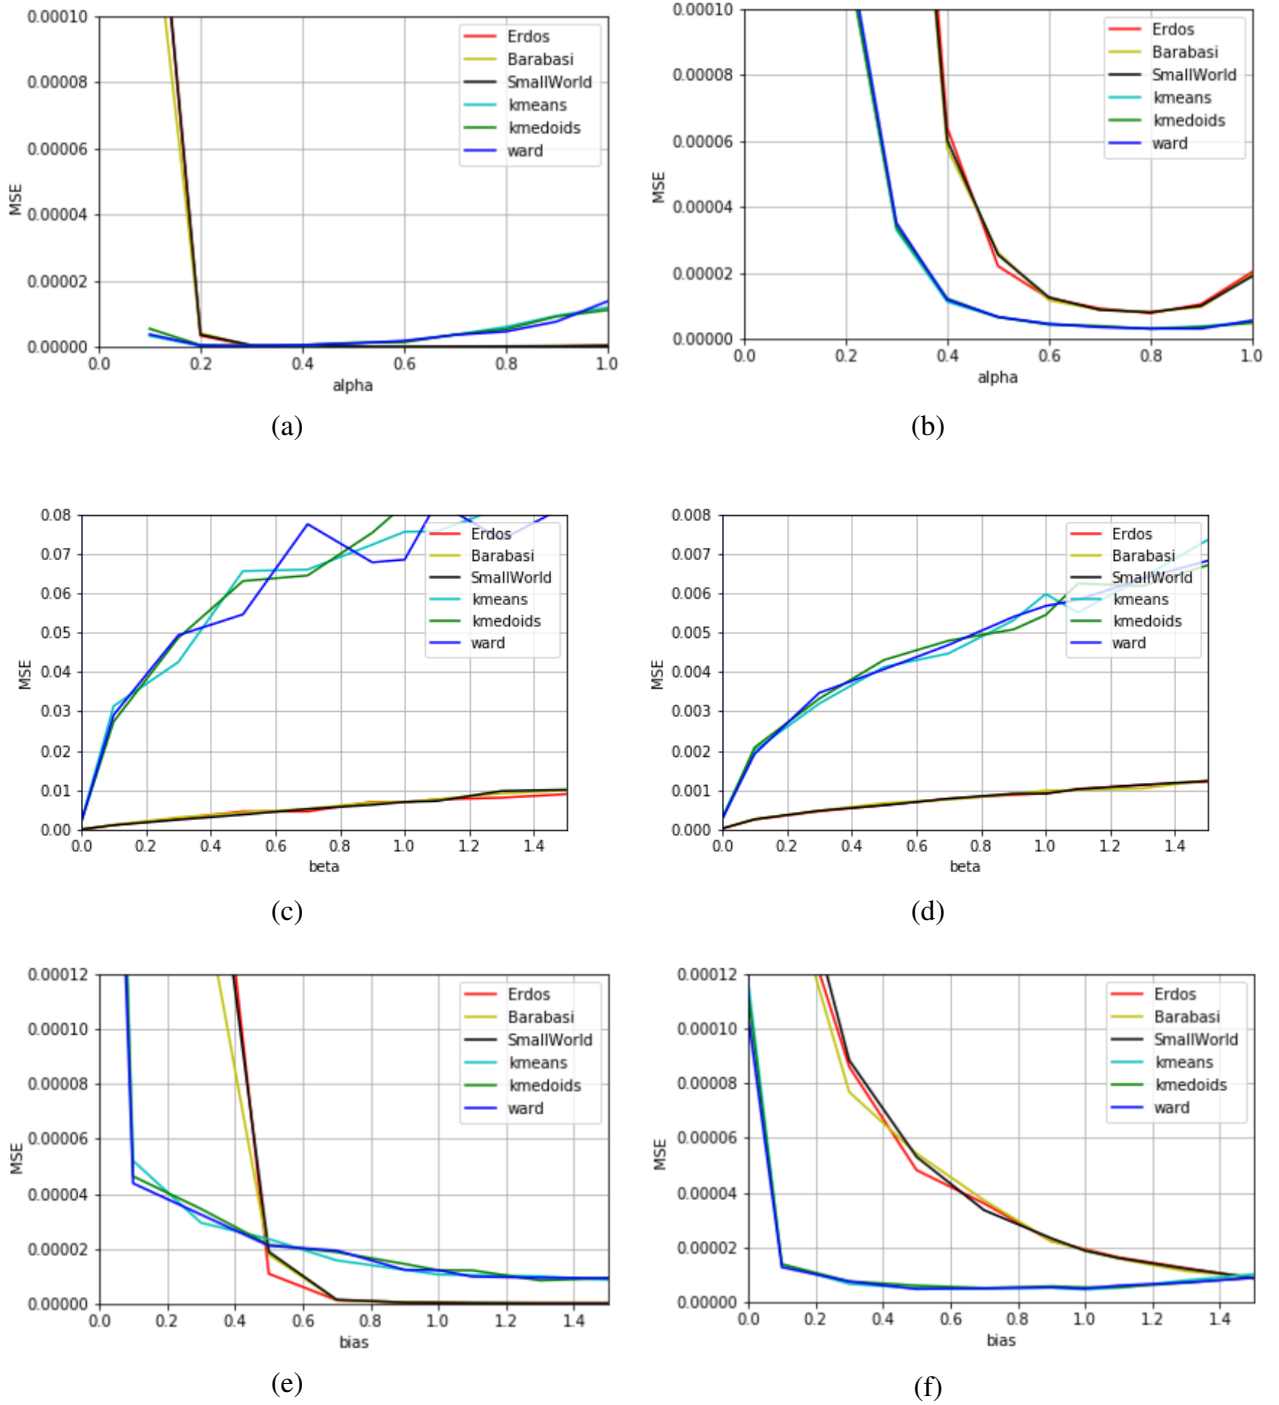 0.00010
0.00008
0.00006
0.00004
0.00002
0.00000
MSE
0.0 0.2 0.4 0.6 0.8 1.0
alpha
Erdos
Barabasi
SmallWorld
kmeans
kmedoids
ward
(a)
0.00010
0.00008
0.00006
0.00004
0.00002
0.00000
MSE
0.0 0.2 0.4 0.6 0.8 1.0
alpha
Erdos
Barabasi
SmallWorld
kmeans
kmedoids
ward
(b)
0.08
0.07
0.06
0.05
0.04
0.03
0.02
0.01
0.00
MSE
0.0 0.2 0.4 0.6 0.8 1.0 1.2 1.4
beta
Erdos
Barabasi
SmallWorld
kmeans
kmedoids
ward
(c)
0.008
0.007
0.006
0.005
0.004
0.003
0.002
0.001
0.000
MSE
0.0 0.2 0.4 0.6 0.8 1.0 1.2 1.4
beta
Erdos
Barabasi
SmallWorld
kmeans
kmedoids
ward
(d)
0.00012
0.00010
0.00008
0.00006
0.00004
0.00002
0.00000
MSE
0.0 0.2 0.4 0.6 0.8 1.0 1.2 1.4
bias
Erdos
Barabasi
SmallWorld
kmeans
kmedoids
ward
(e)
0.00012
0.00010
0.00008
0.00006
0.00004
0.00002
0.00000
MSE
0.0 0.2 0.4 0.6 0.8 1.0 1.2 1.4
bias
Erdos
Barabasi
SmallWorld
kmeans
kmedoids
ward
(f)